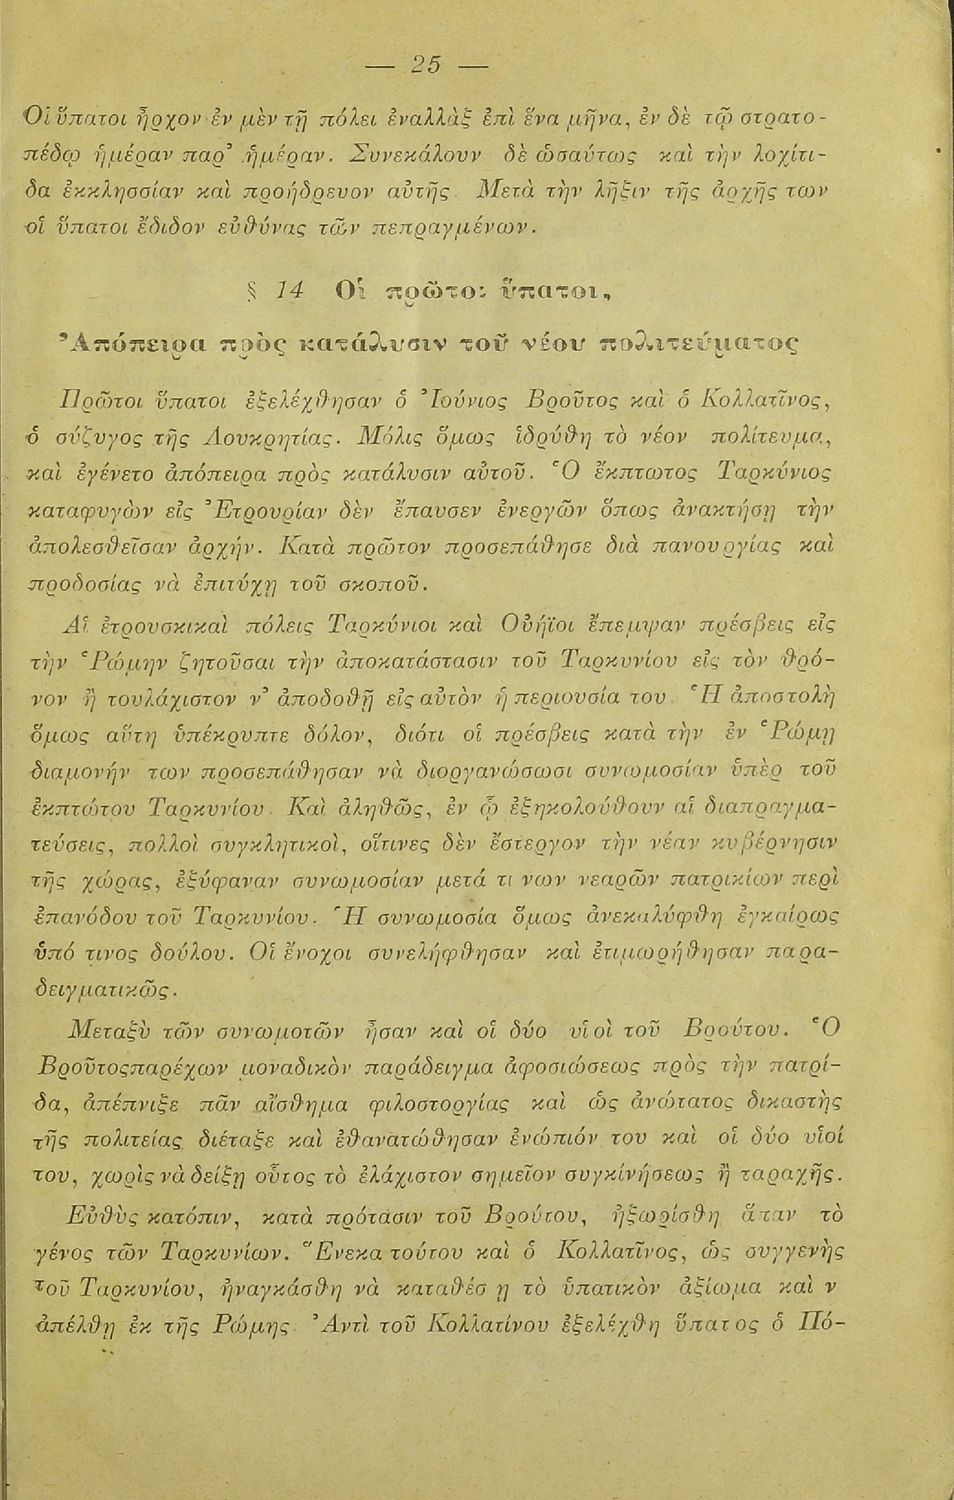 — 25 —
Οἱ ὕπατοι ἦρχον ἐν μὲν τῇ πόλει ἐναλλὰξ ἐπὶ ἕνα μῆνα, ἐν δὲ τῷ στρατο-
πέδῳ ἡμέραν παρ’ ἡμέραν. Συνεκάλουν δὲ ὡσαύτως καὶ τὴν λοχίτι-
δα ἐκκλησσίαν καὶ προήδρευον αὐτῆς. Μετὰ τὴν λῆξιν τῆς ἀρχῆς των
οἱ ὕπατοι ἔδιδον εὐθύνας τῶν πεπραγμένων.
§ 14 Οἱ πρῶτοι ὕπατοι,
Ἀπόπειρα πρὸς κατάλυσιν τοῦ νέου πολιτεύματος
Πρῶτοι ὕπατοι ἐξελέχθησαν ὁ Ἰούνιος Βροῦτος καὶ ὁ Κολλατῖνος,
ὁ σύζυγος τῆς Λουκρητίας. Μόλις ὅμως ἱδρύθη τὸ νέον πολίτευμα,
καὶ ἐγένετο ἀπόπειρα πρὸς κατάλυσιν αὐτοῦ. Ὁ ἔκπτωτος Ταρκύνιος
καταφυγὼν εἰς Ἐτρουρίαν δὲν ἔπαυσεν ἐνεργῶν ὅπως ἀνακτήσῃ τὴν
ἀπολεσθεῖσαν ἀρχήν. Κατὰ πρῶτον προσεπάθησε διὰ πανουργίας καὶ
προδοσίας νὰ ἐπιτύχῃ τοῦ σκοποῦ.
Αἱ ἐτρουσκικαὶ πόλεις Ταρκύνιοι καὶ Οὐήϊοι ἔπεμψαν πρέσβεις εἰς
τὴν Ῥώμην ζητοῦσαι τὴν ἀποκατάστασιν τοῦ Ταρκυνίου εἰς τὸν θρό-
νον ἢ τουλάχιστον ν’ ἀποδοθῇ εἰς αὐτὸν ἡ περιουσία του. Ἡ ἀποστολὴ
ὅμως αὕτη ὑπέκρυπτε δόλον, διότι οἱ πρέσβεις κατὰ τὴν ἐν Ῥώμῃ
διαμονήν των προσεπάθησαν νὰ διοργανώσωσι συνωμοσίαν ὑπὲρ τοῦ
ἐκπτώτου Ταρκυνίου. Καὶ ἀληθῶς, ἐν ᾧ ἐξηκολούθουν αἱ διαπραγμα-
τεύσεις, πολλοὶ συγκλητικοὶ, οἵτινες δὲν ἔστεργον τὴν νέαν κυβέρνησιν
τῆς χώρας, ἐξύφαναν συνωμοσίαν μετά τι νων νεαρῶν πατρικίων περὶ
ἐπανόδου τοῦ Ταρκυνίου. Ἡ συνωμοσία ὅμως ἀνεκαλύφθη ἐγκαίρως
ὑπό τινος δούλου. Οἱ ἔνοχοι συνελήφθησαν καὶ ἐτιμωρήθησαν παρα-
δειγματικῶς.
Μεταξὺ τῶν συνωμοτῶν ἦσαν καὶ οἱ δύο υἱοὶ τοῦ Βρούτου. Ὁ
Βροῦτοςπαρέχων μοναδικὸν παράδειγμα ἀφοσιώσεως πρὸς τὴν πατρί-
δα, ἀπέπνιξε πᾶν αἴσθημα φιλοστοργίας καὶ ὡς ἀνώτατος δικαστὴς
τῆς πολιτείας διέταξε καὶ ἐθανατώθησαν ἐνώπιόν του καὶ οἱ δύο υἱοί
του, χωρὶς νὰ δείξῃ οὗτος τὸ ἐλάχιστον σημεῖον συγκίνήσεως ἢ ταραχῆς.
Εὐθὺς κατόπιν, κατὰ πρότάσιν τοῦ Βρούτου, ἠξωρίσθη ἅπαν τὸ
γένος τῶν Ταρκυνίων. Ἕνεκα τούτου καὶ ὁ Κολλατῖνος, ὡς συγγενὴς
τοῦ Ταρκυνίου, ἠναγκάσθη νὰ καταθέσ ῃ τὸ ὑπατικὸν ἀξίωμα καὶ ν
ἀπέλθῃ ἐκ τῆς Ρώμης. Ἀντὶ τοῦ Κολλατίνου ἐξελέχθη ὕπατος ὁ Πό-